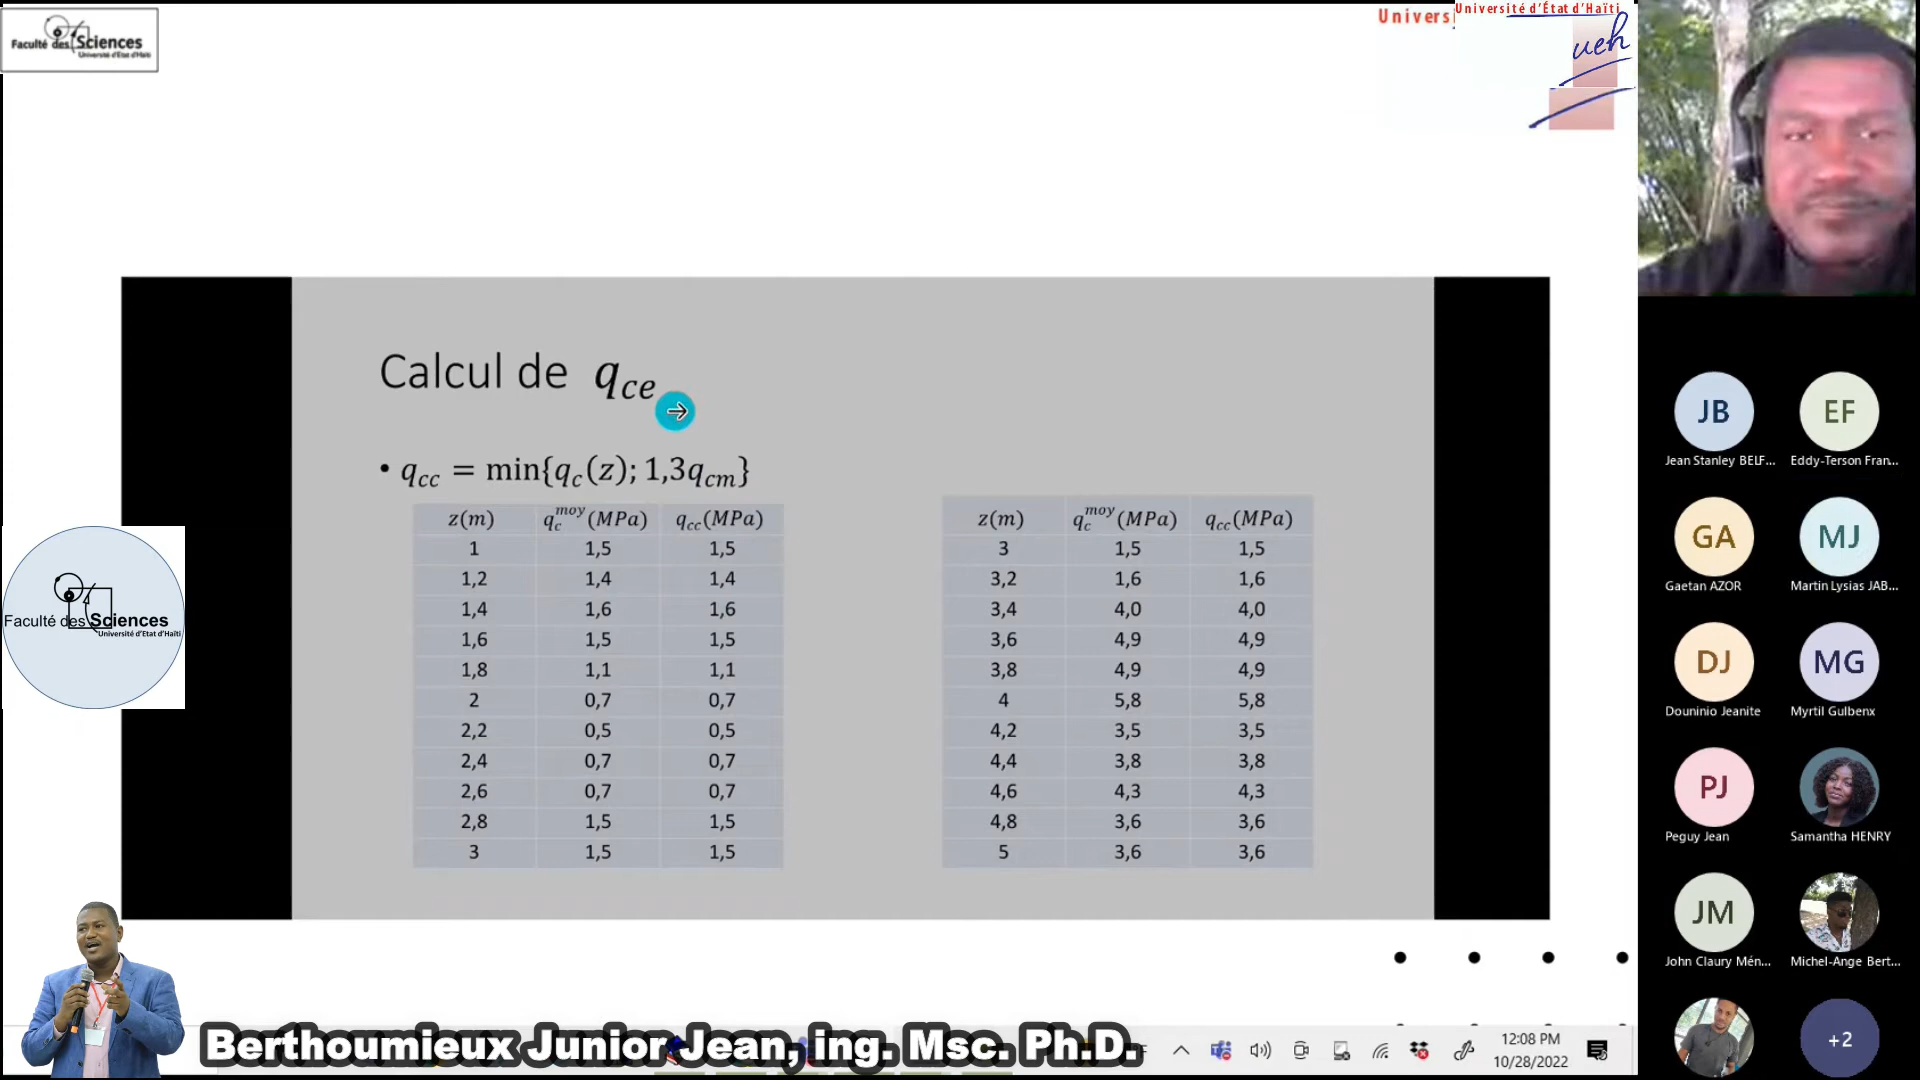 Faculté des Sciences
Université d'Etat d'Haïti
Univers
Université d'État d'Haïti
ueh
Calcul de q_ce
• q_cc = min{q_c(z); 1,3q_cm}
z(m) q_c^moy(MPa) q_cc(MPa)
1 1,5 1,5
1,2 1,4 1,4
1,4 1,6 1,6
1,6 1,5 1,5
1,8 1,1 1,1
2 0,7 0,7
2,2 0,5 0,5
2,4 0,7 0,7
2,6 0,7 0,7
2,8 1,5 1,5
3 1,5 1,5
z(m) q_c^moy(MPa) q_cc(MPa)
3 1,5 1,5
3,2 1,6 1,6
3,4 4,0 4,0
3,6 4,9 4,9
3,8 4,9 4,9
4 5,8 5,8
4,2 3,5 3,5
4,4 3,8 3,8
4,6 4,3 4,3
4,8 3,6 3,6
5 3,6 3,6
Faculté des Sciences
Université d'Etat d'Haïti
Berthoumieux Junior Jean, ing. Msc. Ph.D.
12:08 PM
10/28/2022
JB
Jean Stanley BELF...
EF
Eddy-Terson Fran...
GA
Gaetan AZOR
MJ
Martin Lysias JAB...
DJ
Douninio Jeanite
MG
Myrtil Gulbenx
PJ
Peguy Jean
Samantha HENRY
JM
John Claury Mén...
Michel-Ange Bert...
+2